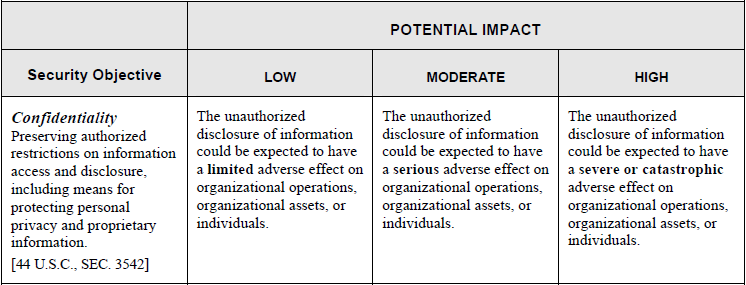 POTENTIAL IMPACT
Security Objective
LOW
MODERATE
HIGH
Confidentiality
Preserving authorized
restrictions on information
access and disclosure,
including means for
protecting personal
privacy and proprietary
information.
[44 U.S.C., SEC. 3542]
The unauthorized
disclosure of information
could be expected to have
a limited adverse effect on
organizational operations,
organizational assets, or
individuals.
The unauthorized
disclosure of information
could be expected to have
a serious adverse effect on
organizational operations,
organizational assets, or
individuals.
The unauthorized
disclosure of information
could be expected to have
a severe or catastrophic
adverse effect on
organizational operations,
organizational assets, or
individuals.